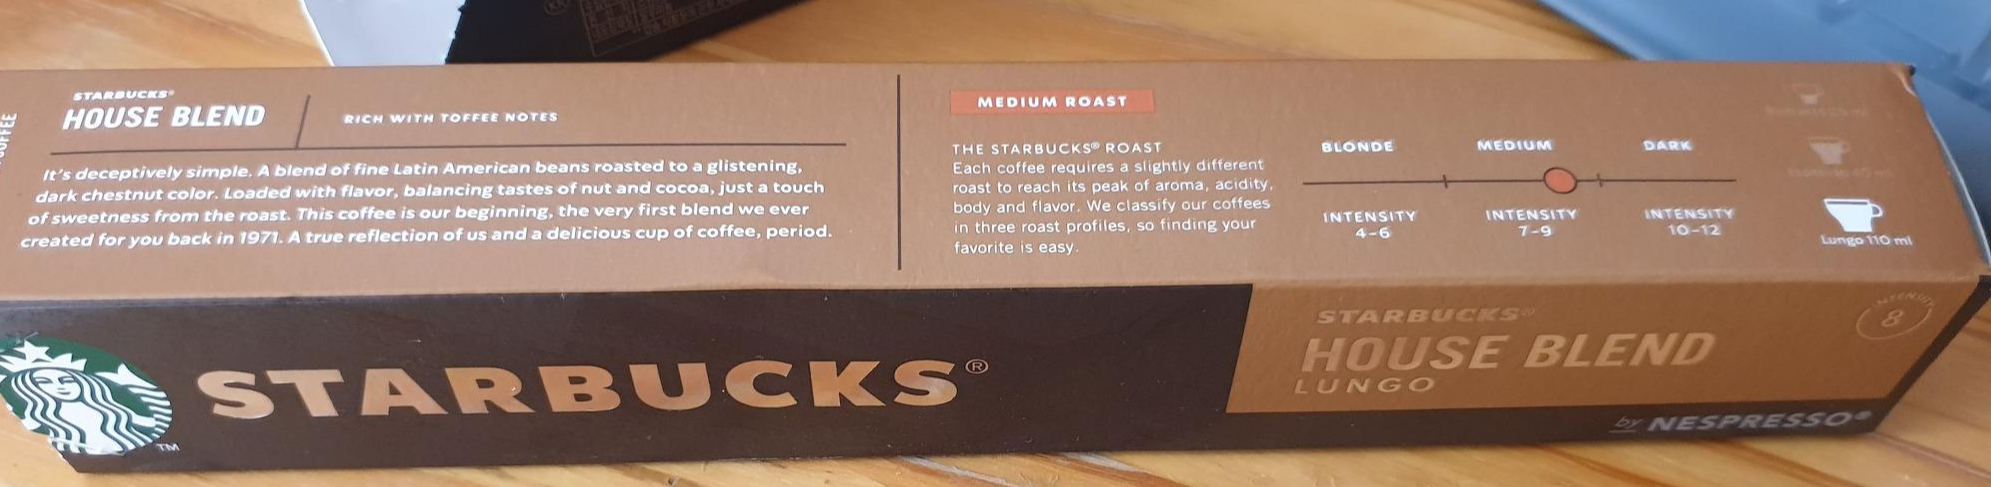 COFFEE
STARBUCKS®
HOUSE BLEND
RICH WITH TOFFEE NOTES
It's deceptively simple. A blend of fine Latin American beans roasted to a glistening,
dark chestnut color. Loaded with flavor, balancing tastes of nut and cocoa, just a touch
of sweetness from the roast. This coffee is our beginning, the very first blend we ever
created for you back in 1971. A true reflection of us and a delicious cup of coffee, period.
MEDIUM ROAST
THE STARBUCKS® ROAST
Each coffee requires a slightly different
roast to reach its peak of aroma, acidity,
body and flavor. We classify our coffees
in three roast profiles, so finding your
favorite is easy.
BLONDE MEDIUM DARK
INTENSITY INTENSITY INTENSITY
4-6 7-9 10-12
Lungo 110 ml
STARBUCKS®
TM
STARBUCKS®
HOUSE BLEND
LUNGO
INTENSITY
8
by NESPRESSO®